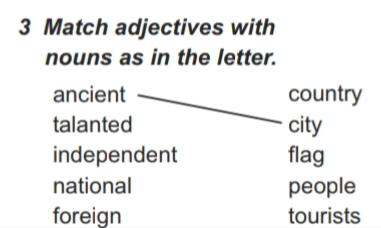 3 Match adjectives with
nouns as in the letter.
ancient country
talanted city
independent flag
national people
foreign tourists